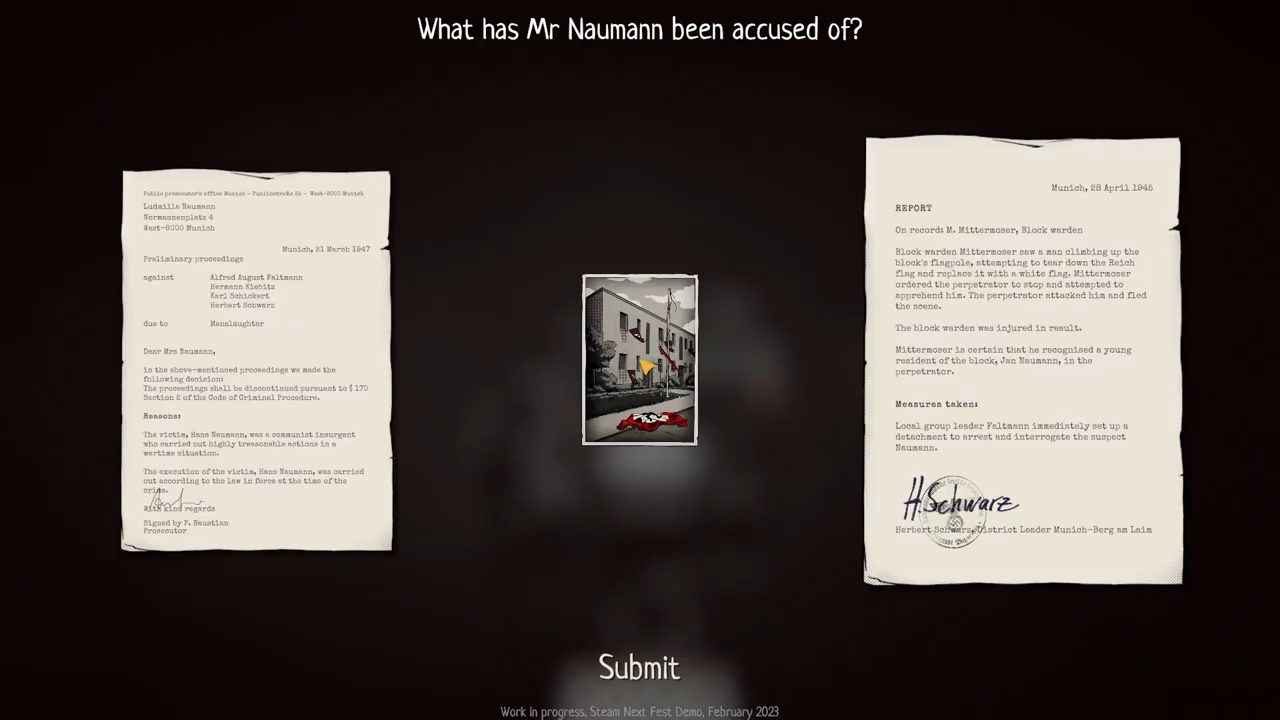 What has Mr Naumann been accused of?
Public prosecutor's office Munich - Punitzstraße 5d - West-8000 Munich
Ludmilla Naumann
Normannenplatz 4
West-8000 Munich
Munich, 21 March 1947
Preliminary proceedings
against Alfred August Faltmann
Hermann Kiebitz
Karl Schickert
Herbert Schwarz
due to Manslaughter
Dear Mrs Naumann,
in the above-mentioned proceedings we made the
following decision:
The proceedings shall be discontinued pursuant to § 170
Section 2 of the Code of Criminal Procedure.
Reasons:
The victim, Hans Naumann, was a communist insurgent
who carried out highly treasonable actions in a
wartime situation.
The execution of the victim, Hans Naumann, was carried
out according to the law in force at the time of the
crime.
With kind regards
Signed by P. Baustian
Prosecutor
Munich, 28 April 1945
REPORT
On record: M. Mittermoser, Block warden
Block warden Mittermoser saw a man climbing up the
block's flagpole, attempting to tear down the Reich
flag and replace it with a white flag. Mittermoser
ordered the perpetrator to stop and attempted to
apprehend him. The perpetrator attacked him and fled
the scene.
The block warden was injured in result.
Mittermoser is certain that he recognised a young
resident of the block, Jan Naumann, in the
perpetrator.
Measures taken:
Local group leader Faltmann immediately set up a
detachment to arrest and interrogate the suspect
Naumann.
H. Schwarz
Herbert Schwarz, District Leader Munich-Berg am Laim
Submit
Work in progress, Steam Next Fest Demo, February 2023